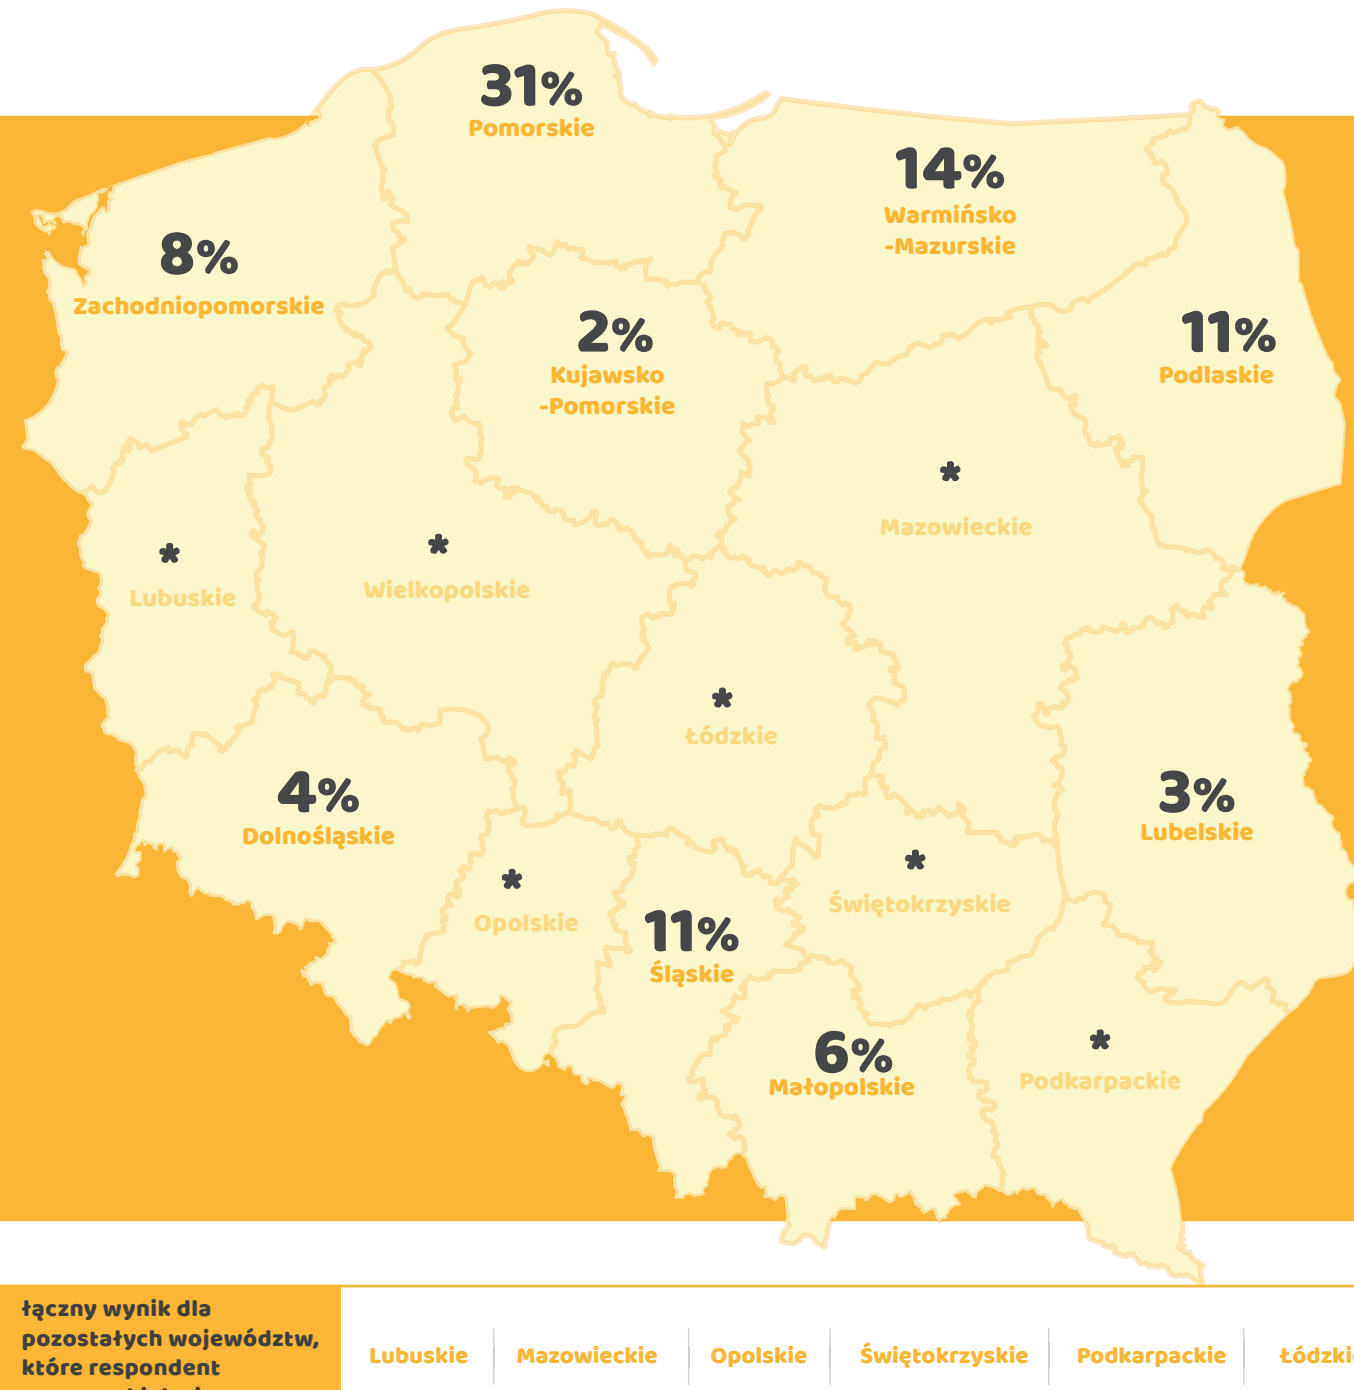 31%
Pomorskie
14%
Warmińsko
-Mazurskie
8%
Zachodniopomorskie
2%
Kujawsko
-Pomorskie
11%
Podlaskie
*
Mazowieckie
*
Lubuskie
*
Wielkopolskie
*
Łódzkie
4%
Dolnośląskie
3%
Lubelskie
*
Opolskie
*
Świętokrzyskie
11%
Śląskie
6%
Małopolskie
*
Podkarpackie
łączny wynik dla
pozostałych województw,
które respondent
Lubuskie
Mazowieckie
Opolskie
Świętokrzyskie
Podkarpackie
Łódzkie